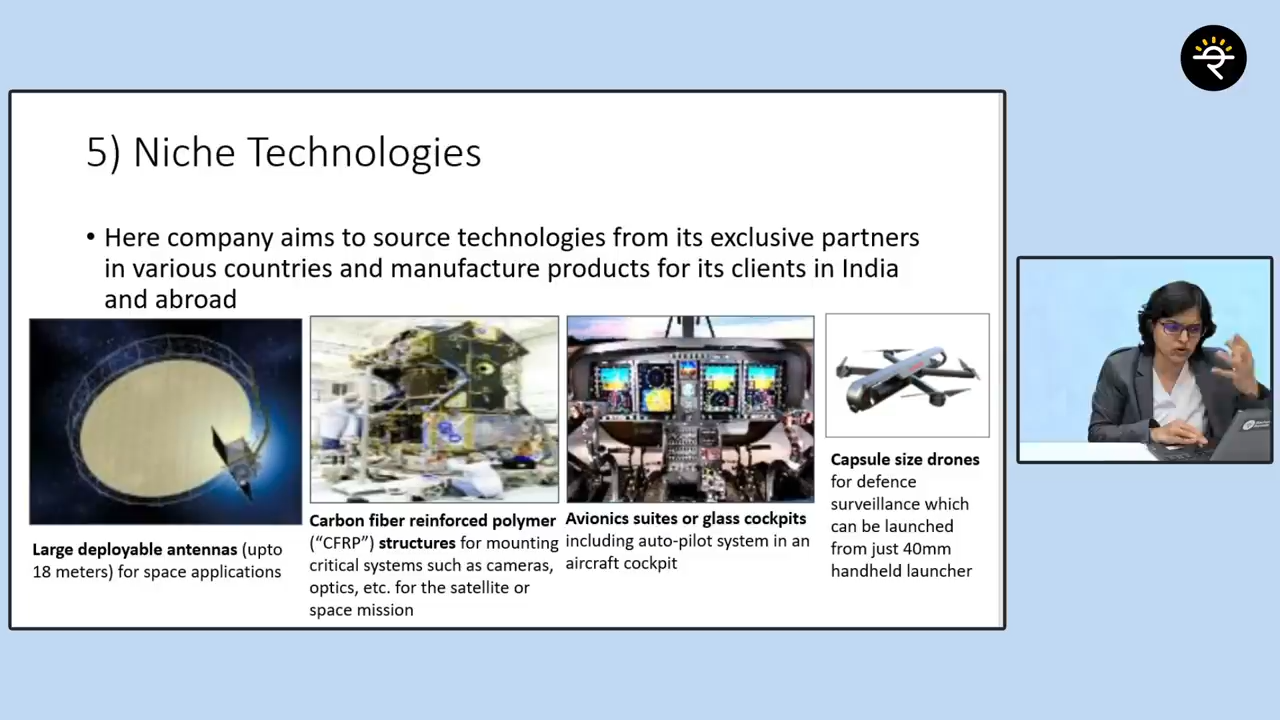 5) Niche Technologies
• Here company aims to source technologies from its exclusive partners
in various countries and manufacture products for its clients in India
and abroad
Large deployable antennas (upto
18 meters) for space applications
Carbon fiber reinforced polymer
(“CFRP”) structures for mounting
critical systems such as cameras,
optics, etc. for the satellite or
space mission
Avionics suites or glass cockpits
including auto-pilot system in an
aircraft cockpit
Capsule size drones
for defence
surveillance which
can be launched
from just 40mm
handheld launcher